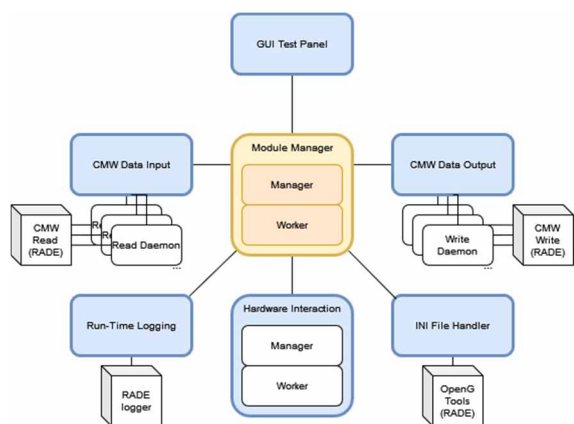 GUI Test Panel
CMW Data Input
Module Manager
CMW Data Output
Manager
Worker
CMW
Read
(RADE)
Re
Re
Read Daemon
...
Write
Daemon
...
CMW
Write
(RADE)
Run-Time Logging
Hardware Interaction
INI File Handler
Manager
Worker
RADE
logger
OpenG
Tools
(RADE)